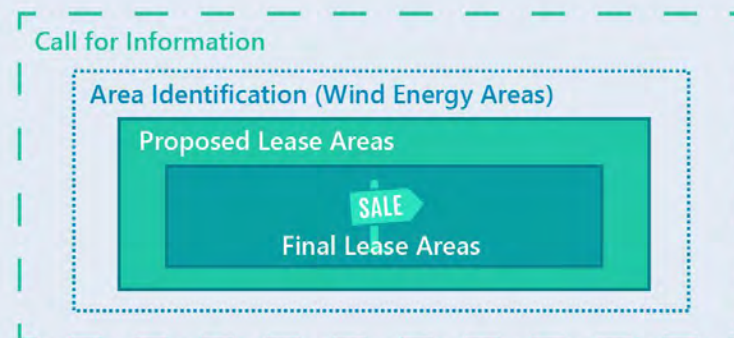 Call for Information
Area Identification (Wind Energy Areas)
Proposed Lease Areas
SALE
Final Lease Areas